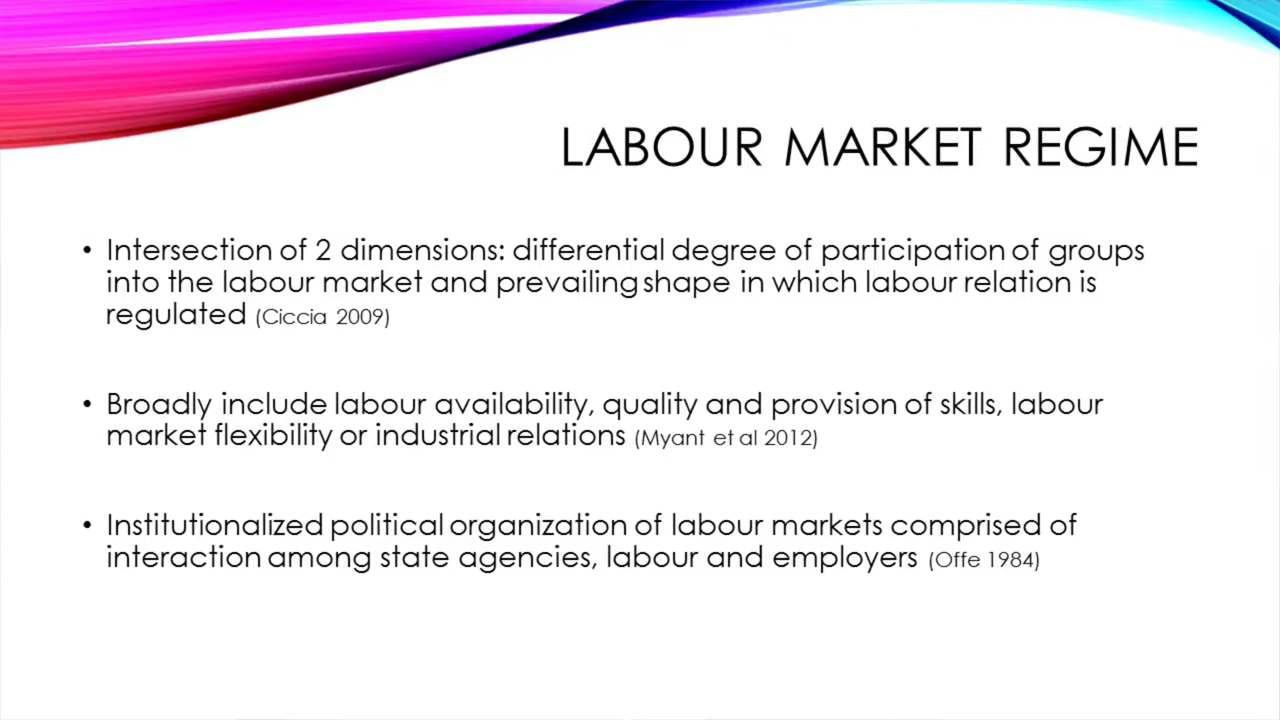 LABOUR MARKET REGIME
• Intersection of 2 dimensions: differential degree of participation of groups
into the labour market and prevailing shape in which labour relation is
regulated (Ciccia 2009)
• Broadly include labour availability, quality and provision of skills, labour
market flexibility or industrial relations (Myant et al 2012)
• Institutionalized political organization of labour markets comprised of
interaction among state agencies, labour and employers (Offe 1984)